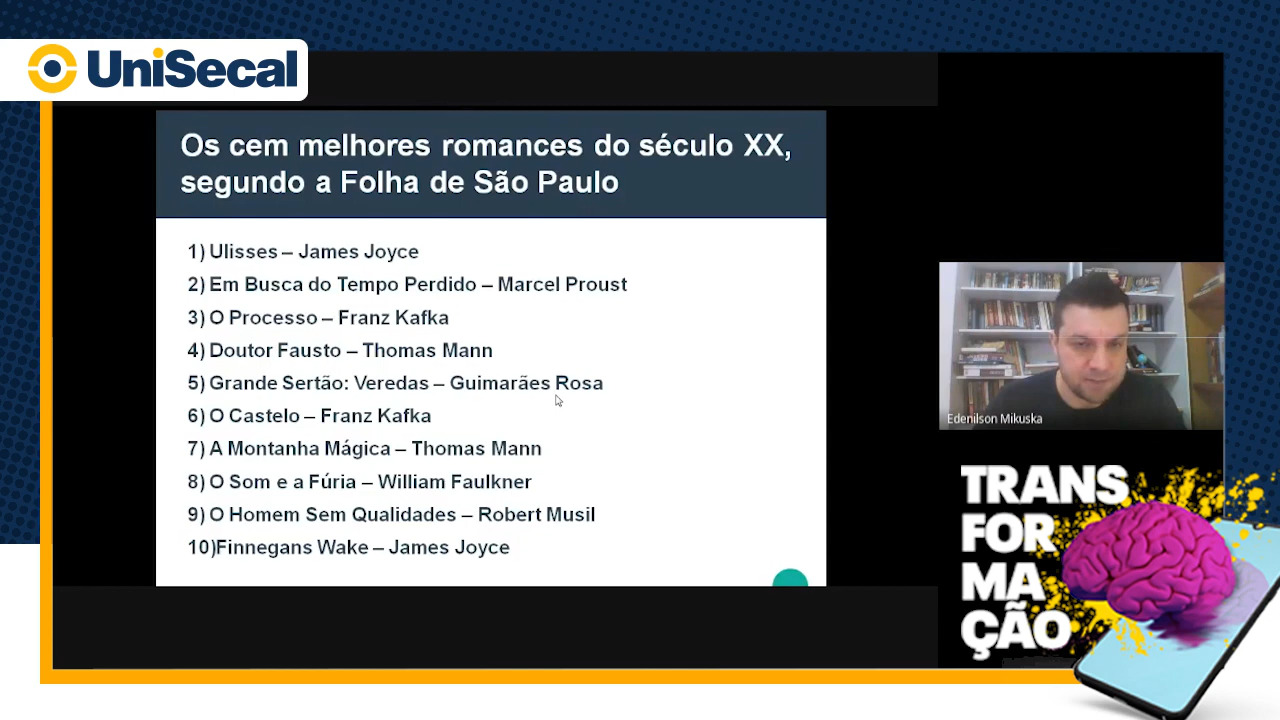 UniSecal
Os cem melhores romances do século XX,
segundo a Folha de São Paulo
1) Ulisses – James Joyce
2) Em Busca do Tempo Perdido – Marcel Proust
3) O Processo – Franz Kafka
4) Doutor Fausto – Thomas Mann
5) Grande Sertão: Veredas – Guimarães Rosa
6) O Castelo – Franz Kafka
7) A Montanha Mágica – Thomas Mann
8) O Som e a Fúria – William Faulkner
9) O Homem Sem Qualidades – Robert Musil
10)Finnegans Wake – James Joyce
Edenilson Mikuska
TRANS
FOR
MA
ÇÃO